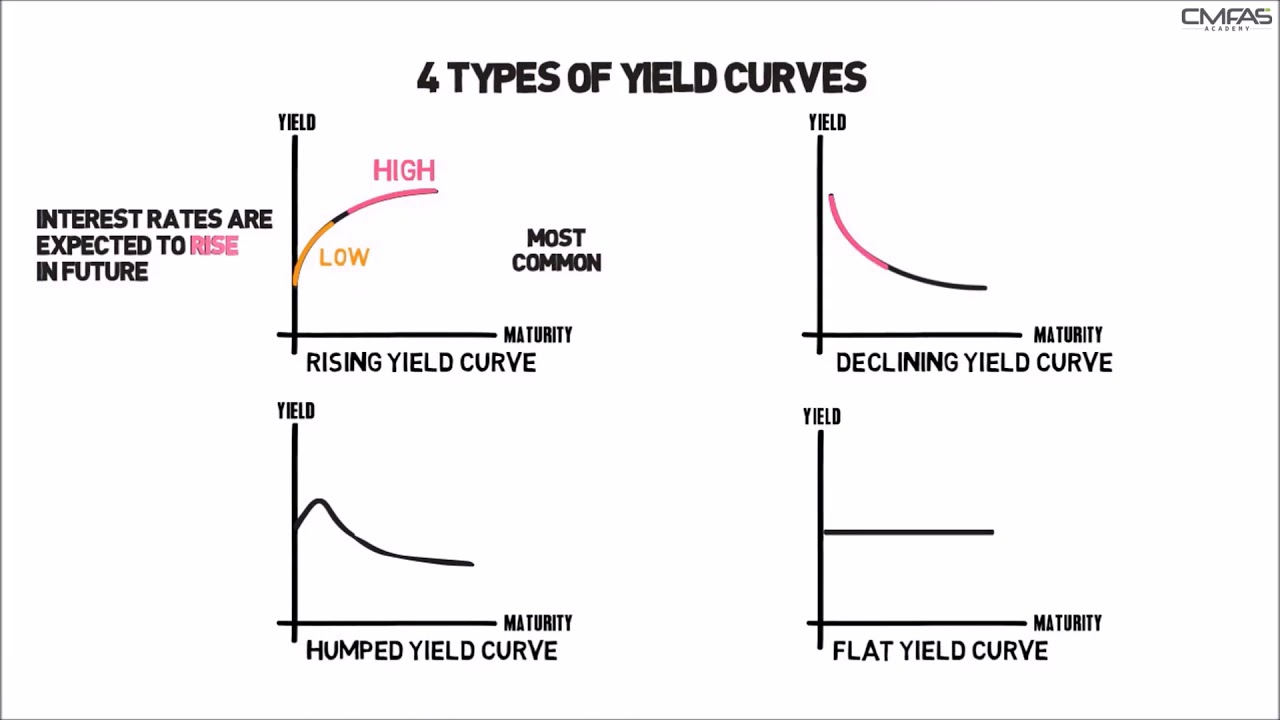 CMFAS
ACADEMY
4 TYPES OF YIELD CURVES
YIELD
HIGH
LOW
INTEREST RATES ARE
EXPECTED TO RISE
IN FUTURE
MOST
COMMON
MATURITY
RISING YIELD CURVE
YIELD
MATURITY
DECLINING YIELD CURVE
YIELD
MATURITY
HUMPED YIELD CURVE
YIELD
MATURITY
FLAT YIELD CURVE